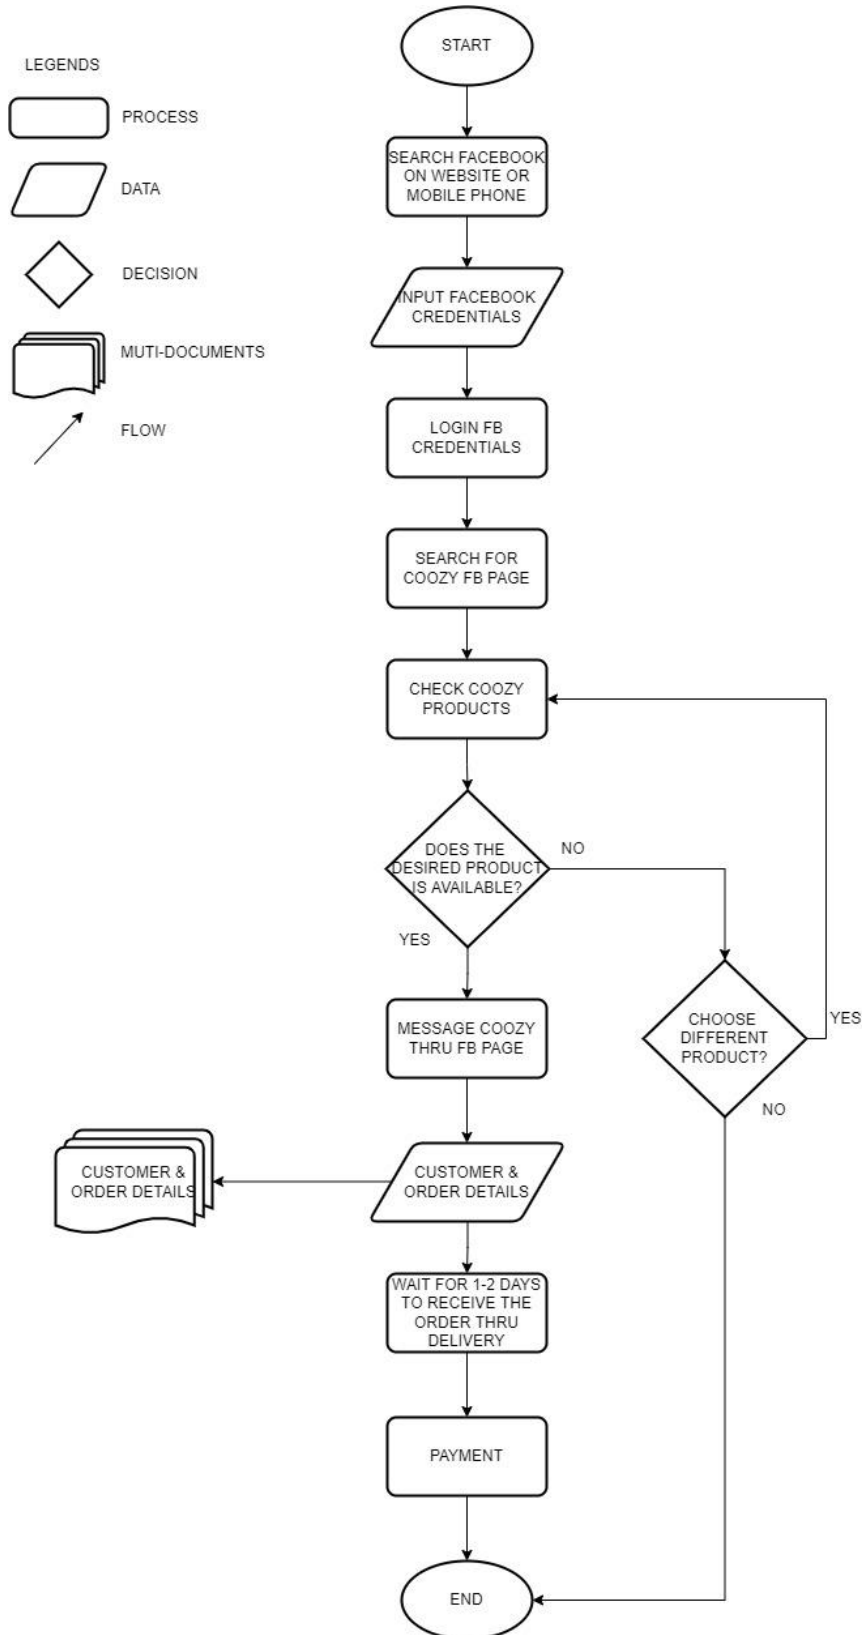 START
LEGENDS
PROCESS
DATA
DECISION
MUTI-DOCUMENTS
FLOW
SEARCH FACEBOOK
ON WEBSITE OR
MOBILE PHONE
INPUT FACEBOOK
CREDENTIALS
LOGIN FB
CREDENTIALS
SEARCH FOR
COOZY FB PAGE
CHECK COOZY
PRODUCTS
DOES THE
DESIRED PRODUCT
IS AVAILABLE?
NO
YES
CHOOSE
DIFFERENT
PRODUCT?
YES
NO
MESSAGE COOZY
THRU FB PAGE
CUSTOMER &
ORDER DETAILS
CUSTOMER &
ORDER DETAILS
WAIT FOR 1-2 DAYS
TO RECEIVE THE
ORDER THRU
DELIVERY
PAYMENT
END